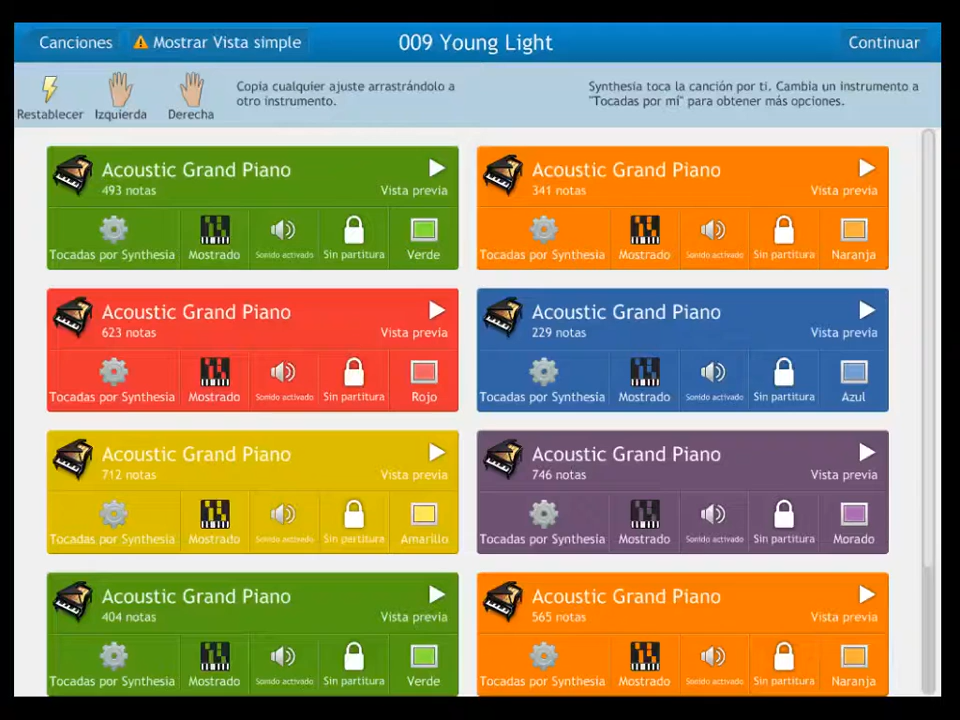 Canciones
Mostrar Vista simple
009 Young Light
Continuar
Restablecer
Izquierda
Derecha
Copia cualquier ajuste arrastrándolo a
otro instrumento.
Synthesia toca la canción por ti. Cambia un instrumento a
"Tocadas por mí" para obtener más opciones.
Acoustic Grand Piano
493 notas
Vista previa
Tocadas por Synthesia
Mostrado
Sonido activado
Sin partitura
Verde
Acoustic Grand Piano
341 notas
Vista previa
Tocadas por Synthesia
Mostrado
Sonido activado
Sin partitura
Naranja
Acoustic Grand Piano
623 notas
Vista previa
Tocadas por Synthesia
Mostrado
Sonido activado
Sin partitura
Rojo
Acoustic Grand Piano
229 notas
Vista previa
Tocadas por Synthesia
Mostrado
Sonido activado
Sin partitura
Azul
Acoustic Grand Piano
712 notas
Vista previa
Tocadas por Synthesia
Mostrado
Sonido activado
Sin partitura
Amarillo
Acoustic Grand Piano
746 notas
Vista previa
Tocadas por Synthesia
Mostrado
Sonido activado
Sin partitura
Morado
Acoustic Grand Piano
404 notas
Vista previa
Tocadas por Synthesia
Mostrado
Sonido activado
Sin partitura
Verde
Acoustic Grand Piano
565 notas
Vista previa
Tocadas por Synthesia
Mostrado
Sonido activado
Sin partitura
Naranja